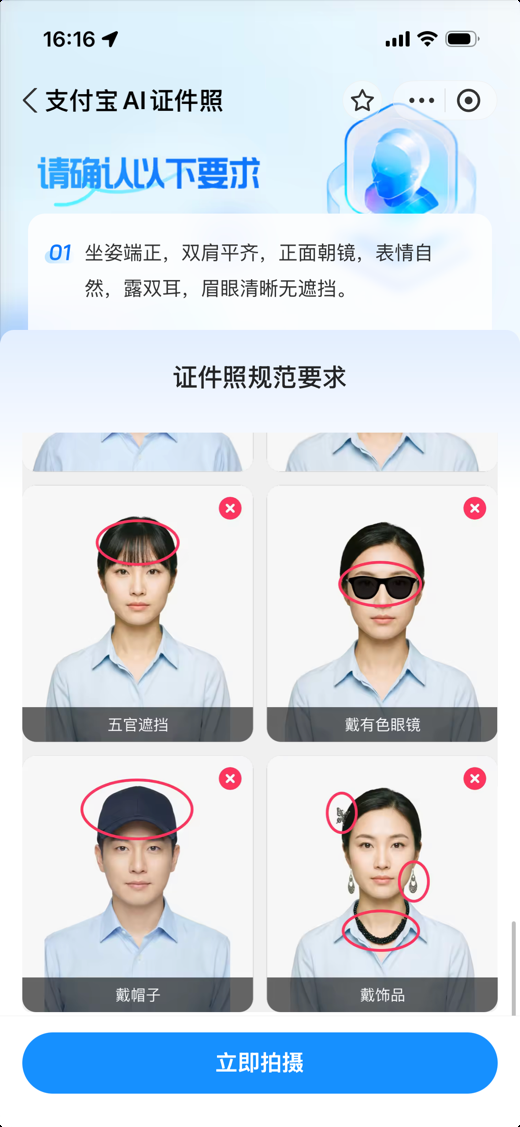 16:16
支付宝AI证件照
请确认以下要求
01 坐姿端正，双肩平齐，正面朝镜，表情自
然，露双耳，眉眼清晰无遮挡。
证件照规范要求
五官遮挡
戴有色眼镜
戴帽子
戴饰品
立即拍摄